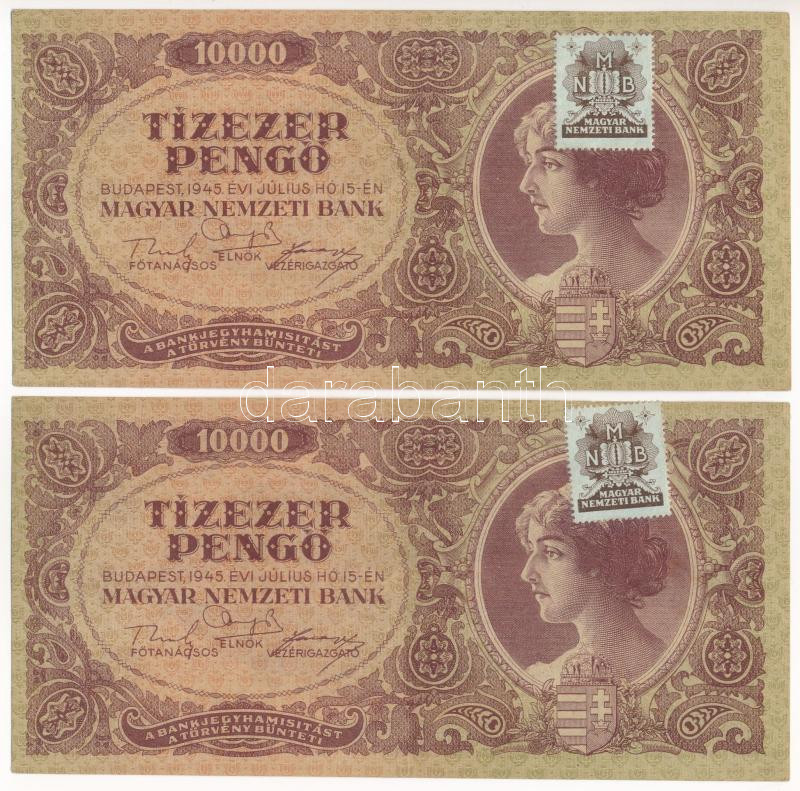 10000
TÍZEZER
PENGŐ
BUDAPEST, 1945. ÉVI JÚLIUS HÓ 15-ÉN
MAGYAR NEMZETI BANK
FŐTANÁCSOS ELNÖK VEZÉRIGAZGATÓ
A BANKJEGYHAMISITÁST
A TÖRVÉNY BÜNTETI
M
N B
MAGYAR
NEMZETI BANK
darabanth
10000
TÍZEZER
PENGŐ
BUDAPEST, 1945. ÉVI JÚLIUS HÓ 15-ÉN
MAGYAR NEMZETI BANK
FŐTANÁCSOS ELNÖK VEZÉRIGAZGATÓ
A BANKJEGYHAMISITÁST
A TÖRVÉNY BÜNTETI
M
N B
MAGYAR
NEMZETI BANK